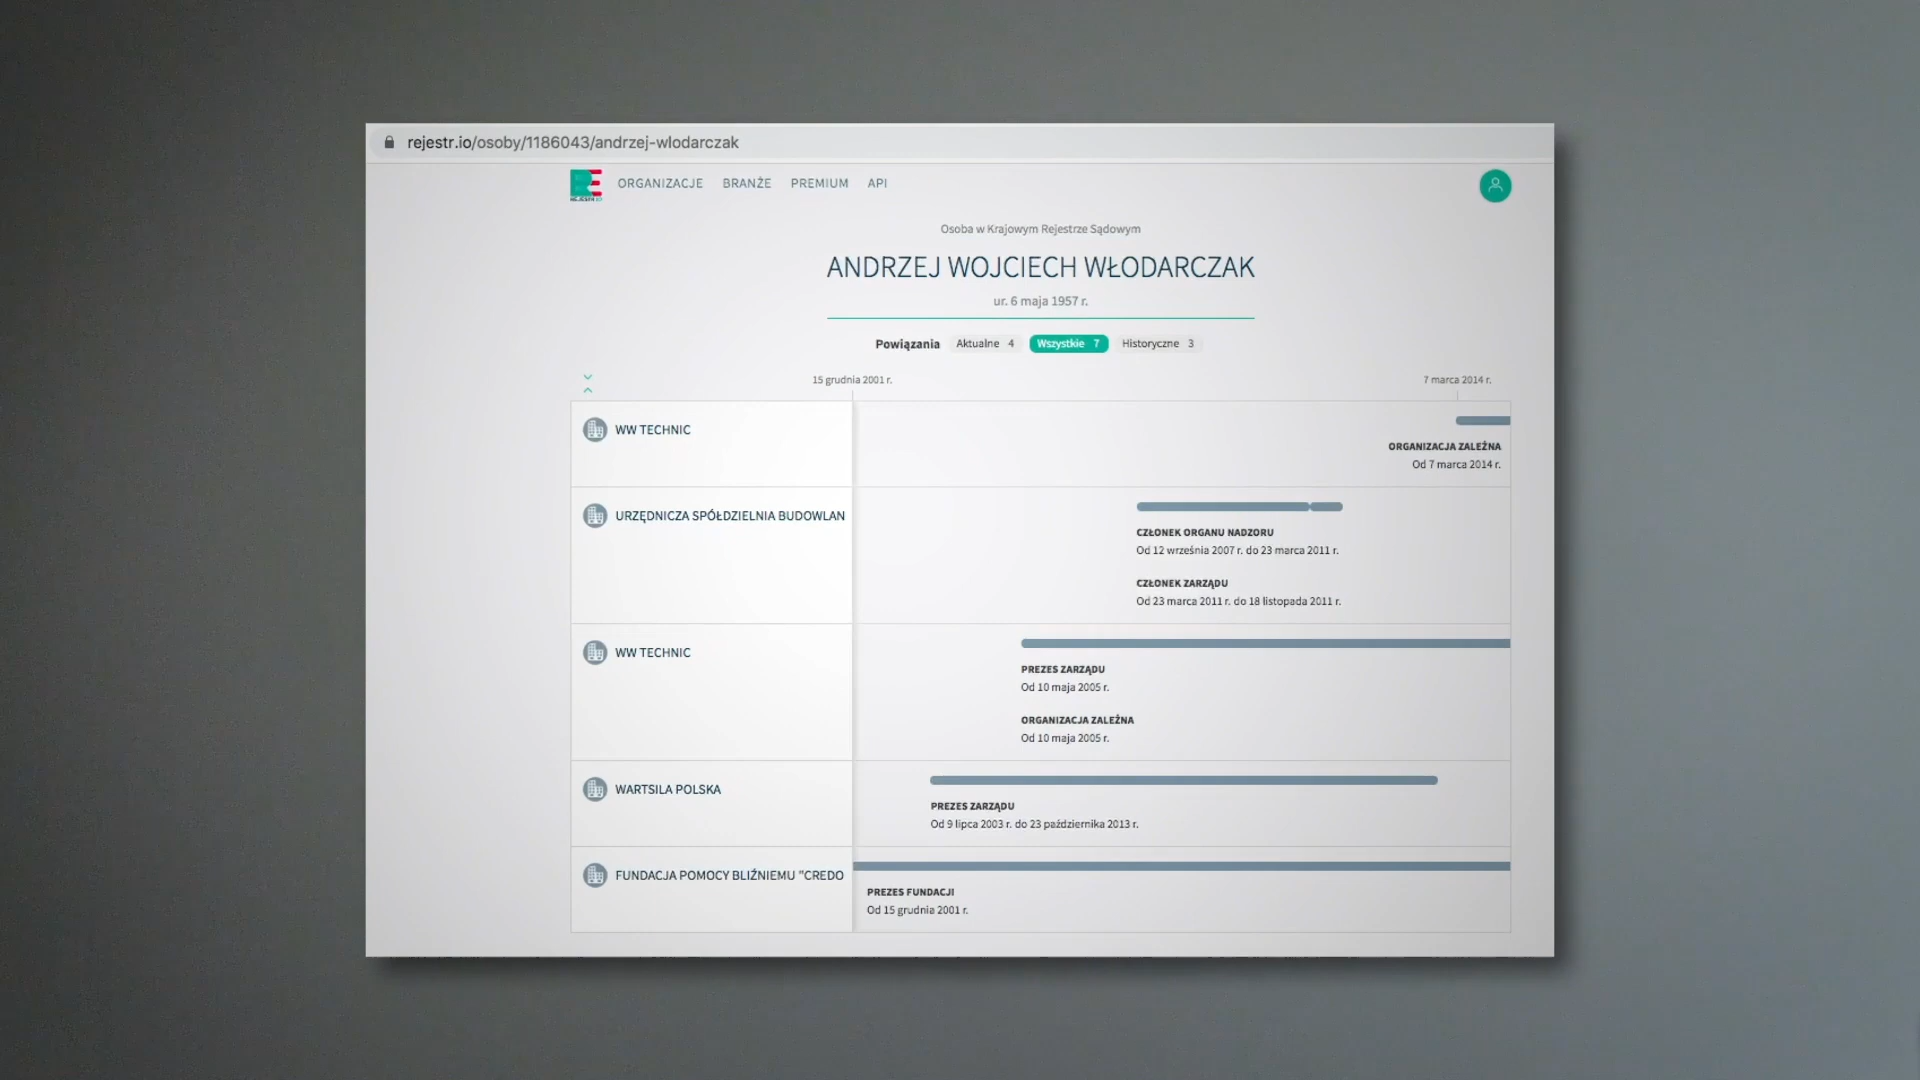 rejestr.io/osoby/1186043/andrzej-wlodarczak
REJESTR.IO
ORGANIZACJE BRANŻE PREMIUM API
Osoba w Krajowym Rejestrze Sądowym
ANDRZEJ WOJCIECH WŁODARCZAK
ur. 6 maja 1957 r.
Powiązania Aktualne 4 Wszystkie 7 Historyczne 3
15 grudnia 2001 r. 7 marca 2014 r.
WW TECHNIC
ORGANIZACJA ZALEŻNA
Od 7 marca 2014 r.
URZĘDNICZA SPÓŁDZIELNIA BUDOWLAN
CZŁONEK ORGANU NADZORU
Od 12 września 2007 r. do 23 marca 2011 r.
CZŁONEK ZARZĄDU
Od 23 marca 2011 r. do 18 listopada 2011 r.
WW TECHNIC
PREZES ZARZĄDU
Od 10 maja 2005 r.
ORGANIZACJA ZALEŻNA
Od 10 maja 2005 r.
WARTSILA POLSKA
PREZES ZARZĄDU
Od 9 lipca 2003 r. do 23 października 2013 r.
FUNDACJA POMOCY BLIŹNIEMU "CREDO
PREZES FUNDACJI
Od 15 grudnia 2001 r.